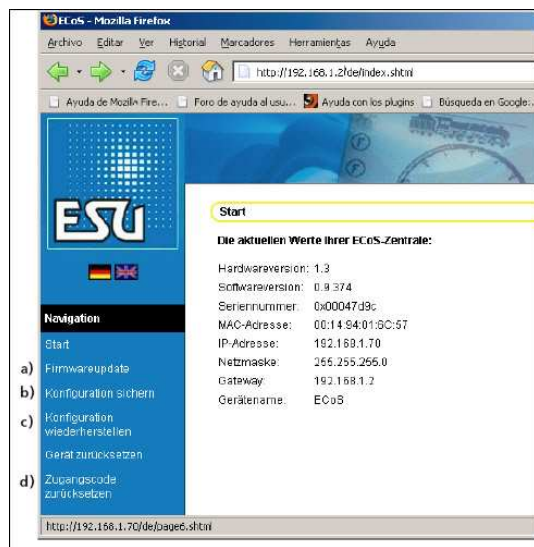 ECoS - Mozilla Firefox
Archivo Editar Ver Historial Marcadores Herramientas Ayuda
http://192.168.1.2/de/index.shtml
Ayuda de Mozilla Fire... Foro de ayuda al usu... Ayuda con los plugins Búsqueda en Google:
ESU
Start
Die aktuellen Werte Ihrer ECoS-Zentrale:
Hardwareversion: 1.3
Softwareversion: 0.9.374
Seriennummer: 0x00047d9c
MAC-Adresse: 00:14:94:01:6C:57
IP-Adresse: 192.168.1.70
Netzmaske: 255.255.255.0
Gateway: 192.168.1.2
Gerätename: ECoS
Navigation
Start
a) Firmwareupdate
b) Konfiguration sichern
c) Konfiguration
wiederherstellen
Gerät zurücksetzen
d) Zugangscode
zurücksetzen
http://192.168.1.70/de/page6.shtml